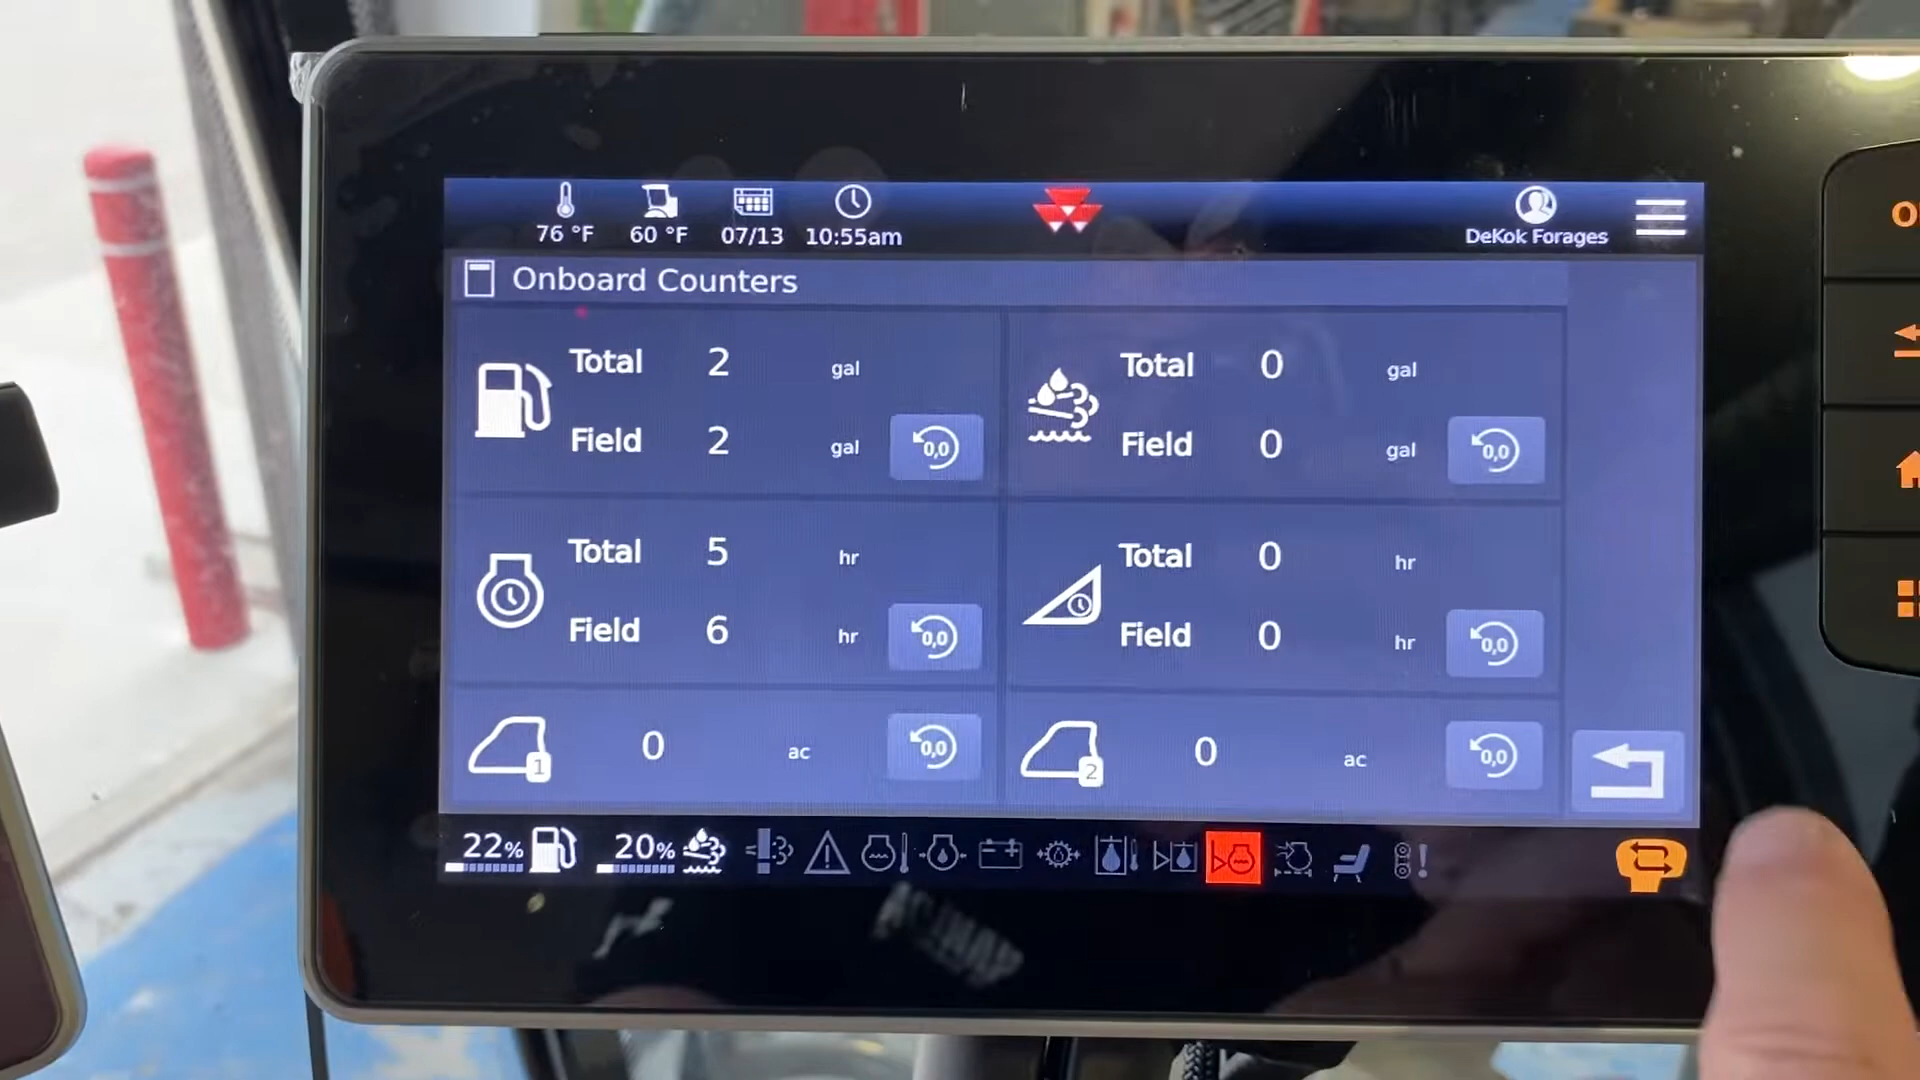 76 °F 60 °F 07/13 10:55am DeKok Forages
Onboard Counters
Total 2 gal
Field 2 gal 0,0
Total 0 gal
Field 0 gal 0,0
Total 5 hr
Field 6 hr 0,0
Total 0 hr
Field 0 hr 0,0
1 0 ac 0,0
2 0 ac 0,0
22% 20%